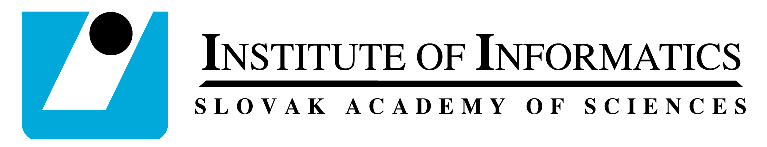 INSTITUTE OF INFORMATICS
SLOVAK ACADEMY OF SCIENCES